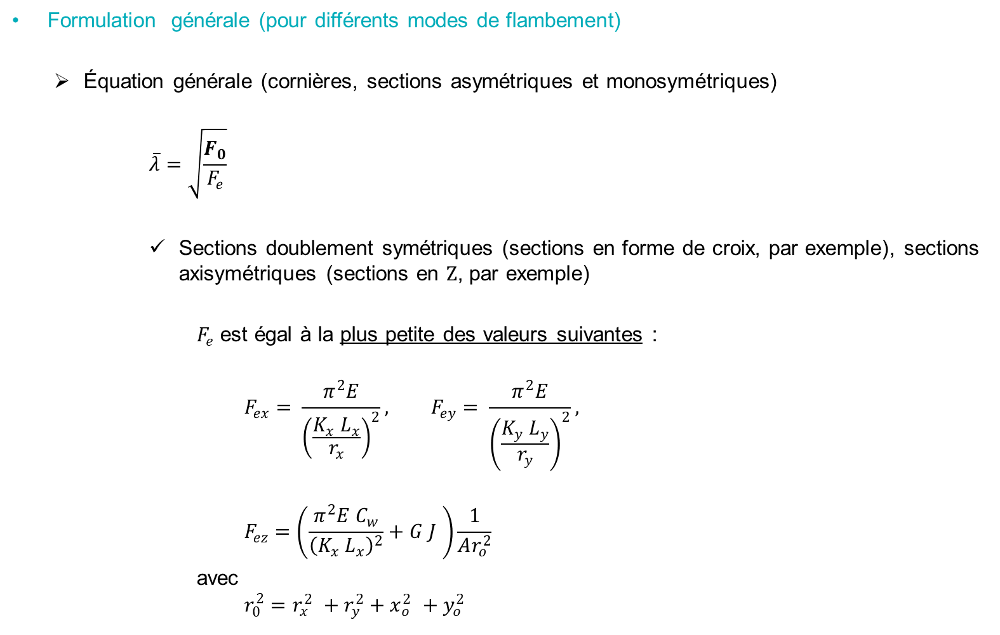 • Formulation générale (pour différents modes de flambement)
➢ Équation générale (cornières, sections asymétriques et monosymétriques)
$\bar{\lambda} = \sqrt{\frac{\boldsymbol{F_0}}{F_e}}$
✓ Sections doublement symétriques (sections en forme de croix, par exemple), sections
axisymétriques (sections en Z, par exemple)
$F_e$ est égal à la plus petite des valeurs suivantes :
$F_{ex} = \frac{\pi^2 E}{\left(\frac{K_x \, L_x}{r_x}\right)^2}, \quad F_{ey} = \frac{\pi^2 E}{\left(\frac{K_y \, L_y}{r_y}\right)^2},$
$F_{ez} = \left(\frac{\pi^2 E \, C_w}{(K_x \, L_x)^2} + G \, J\right) \frac{1}{A r_o^2}$
avec
$r_0^2 = r_x^2 + r_y^2 + x_o^2 + y_o^2$